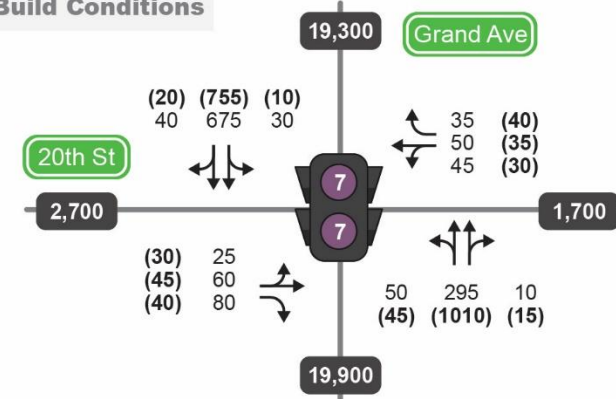 Build Conditions
19,300
Grand Ave
(20) (755) (10)
40 675 30
35 (40)
50 (35)
45 (30)
20th St
7
2,700
1,700
7
(30) 25
(45) 60
(40) 80
50 295 10
(45) (1010) (15)
19,900